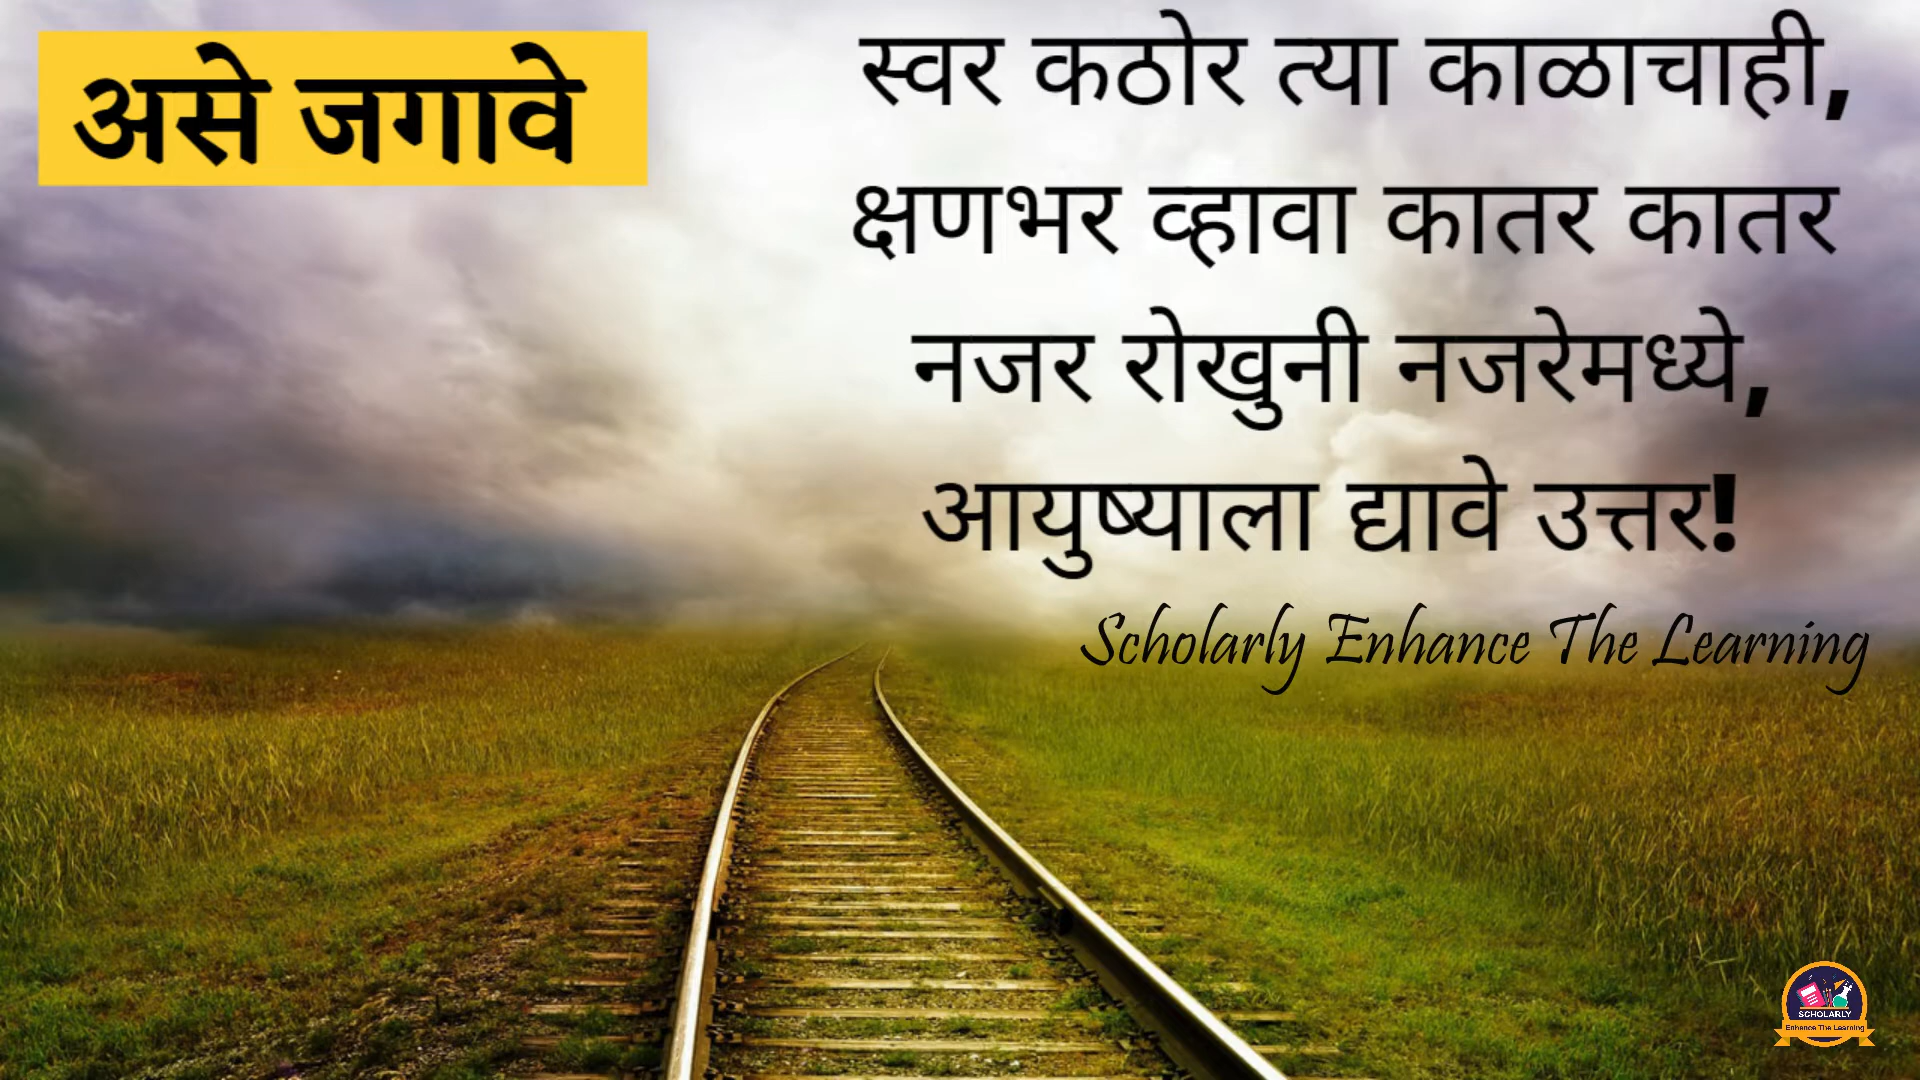 असे जगावे
स्वर कठोर त्या काळाचाही,
क्षणभर व्हावा कातर कातर
नजर रोखुनी नजरेमध्ये,
आयुष्याला द्यावे उत्तर!
Scholarly Enhance The Learning
SCHOLARLY
Enhance The Learning